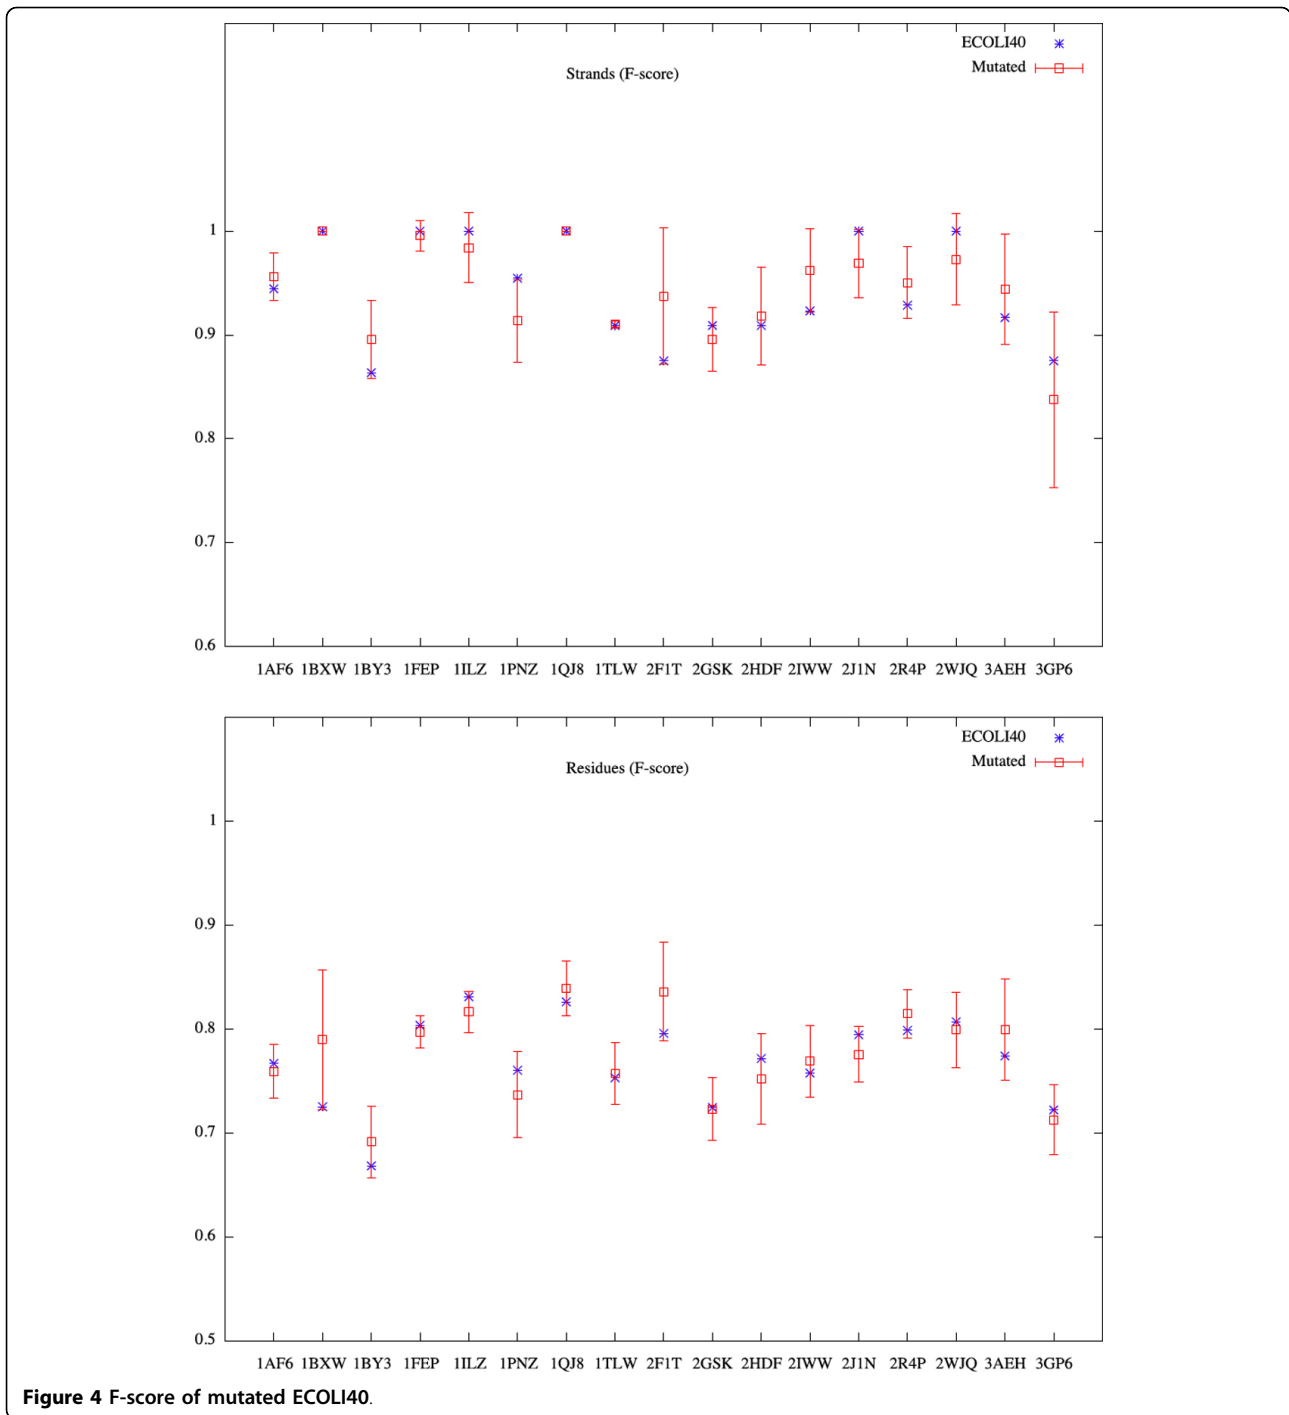 ECOLI40
Mutated
Strands (F-score)
1
0.9
0.8
0.7
0.6
1AF6 1BXW 1BY3 1FEP 1ILZ 1PNZ 1QJ8 1TLW 2F1T 2GSK 2HDF 2IWW 2J1N 2R4P 2WJQ 3AEH 3GP6
ECOLI40
Mutated
Residues (F-score)
1
0.9
0.8
0.7
0.6
0.5
1AF6 1BXW 1BY3 1FEP 1ILZ 1PNZ 1QJ8 1TLW 2F1T 2GSK 2HDF 2IWW 2J1N 2R4P 2WJQ 3AEH 3GP6
Figure 4 F-score of mutated ECOLI40.